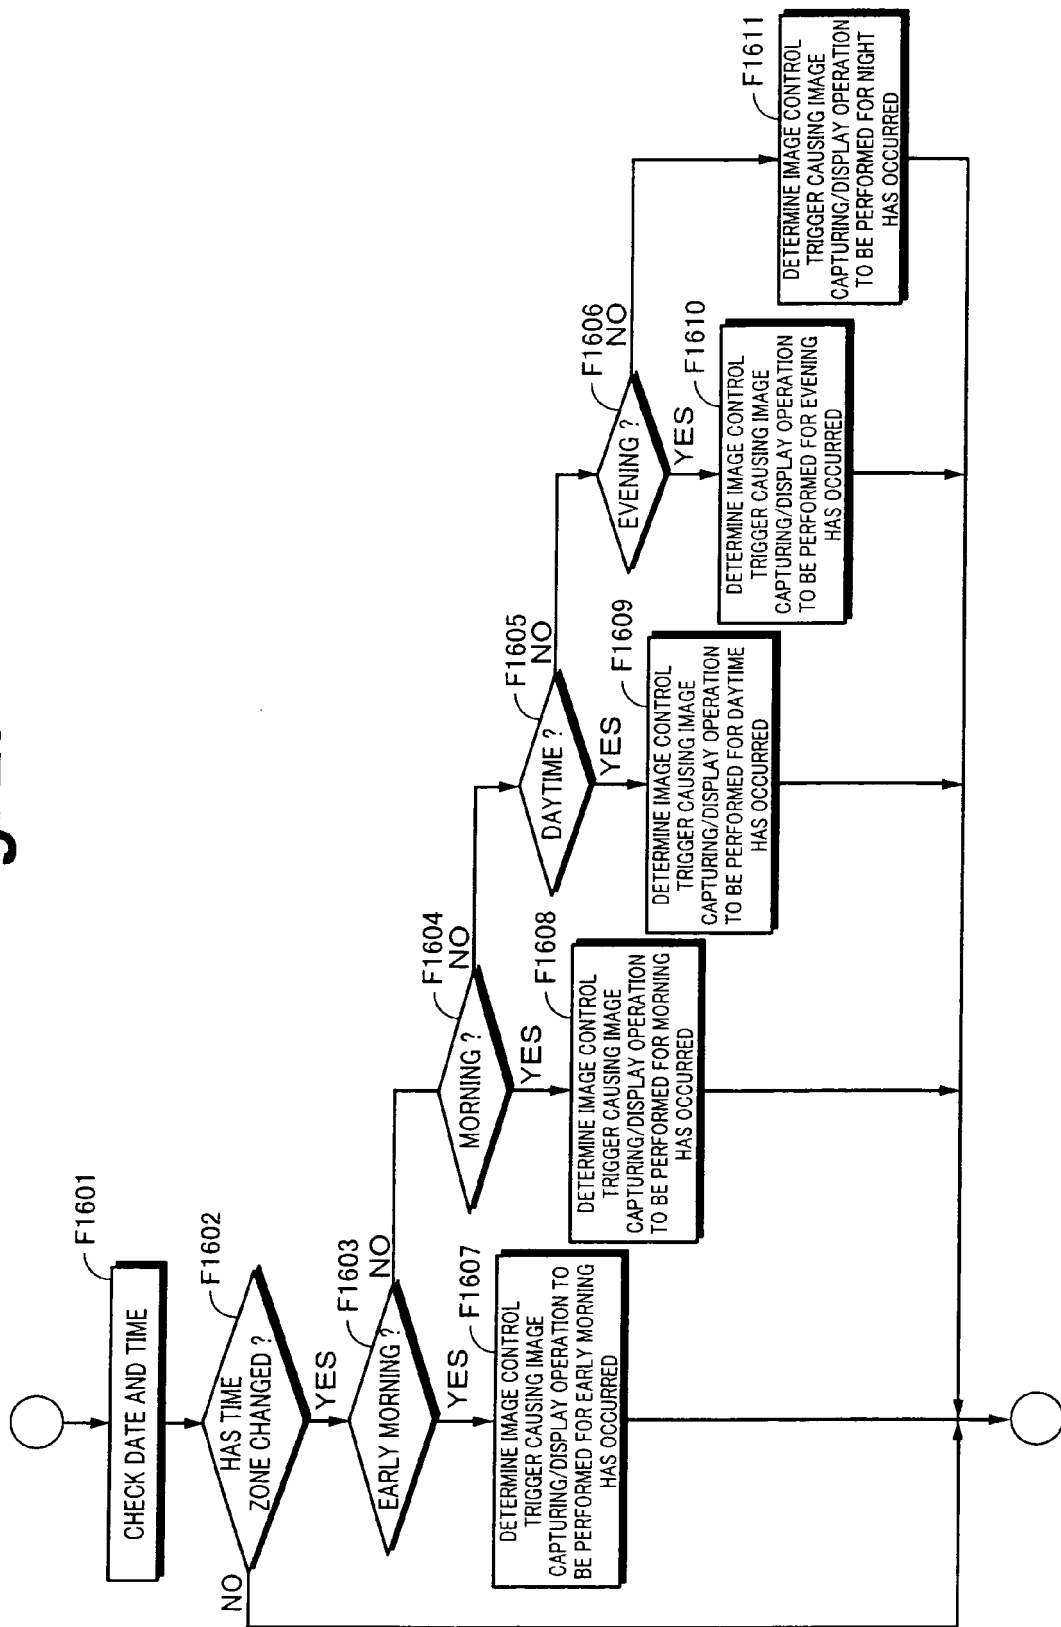 F1601
CHECK DATE AND TIME
F1602
HAS TIME
ZONE CHANGED ?
NO
YES
F1603
EARLY MORNING ?
NO
YES
F1607
DETERMINE IMAGE CONTROL
TRIGGER CAUSING IMAGE
CAPTURING/DISPLAY OPERATION TO
BE PERFORMED FOR EARLY MORNING
HAS OCCURRED
F1604
MORNING ?
NO
YES
F1608
DETERMINE IMAGE CONTROL
TRIGGER CAUSING IMAGE
CAPTURING/DISPLAY OPERATION
TO BE PERFORMED FOR MORNING
HAS OCCURRED
F1605
DAYTIME ?
NO
YES
F1609
DETERMINE IMAGE CONTROL
TRIGGER CAUSING IMAGE
CAPTURING/DISPLAY OPERATION
TO BE PERFORMED FOR DAYTIME
HAS OCCURRED
F1606
EVENING ?
NO
YES
F1610
DETERMINE IMAGE CONTROL
TRIGGER CAUSING IMAGE
CAPTURING/DISPLAY OPERATION
TO BE PERFORMED FOR EVENING
HAS OCCURRED
F1611
DETERMINE IMAGE CONTROL
TRIGGER CAUSING IMAGE
CAPTURING/DISPLAY OPERATION
TO BE PERFORMED FOR NIGHT
HAS OCCURRED